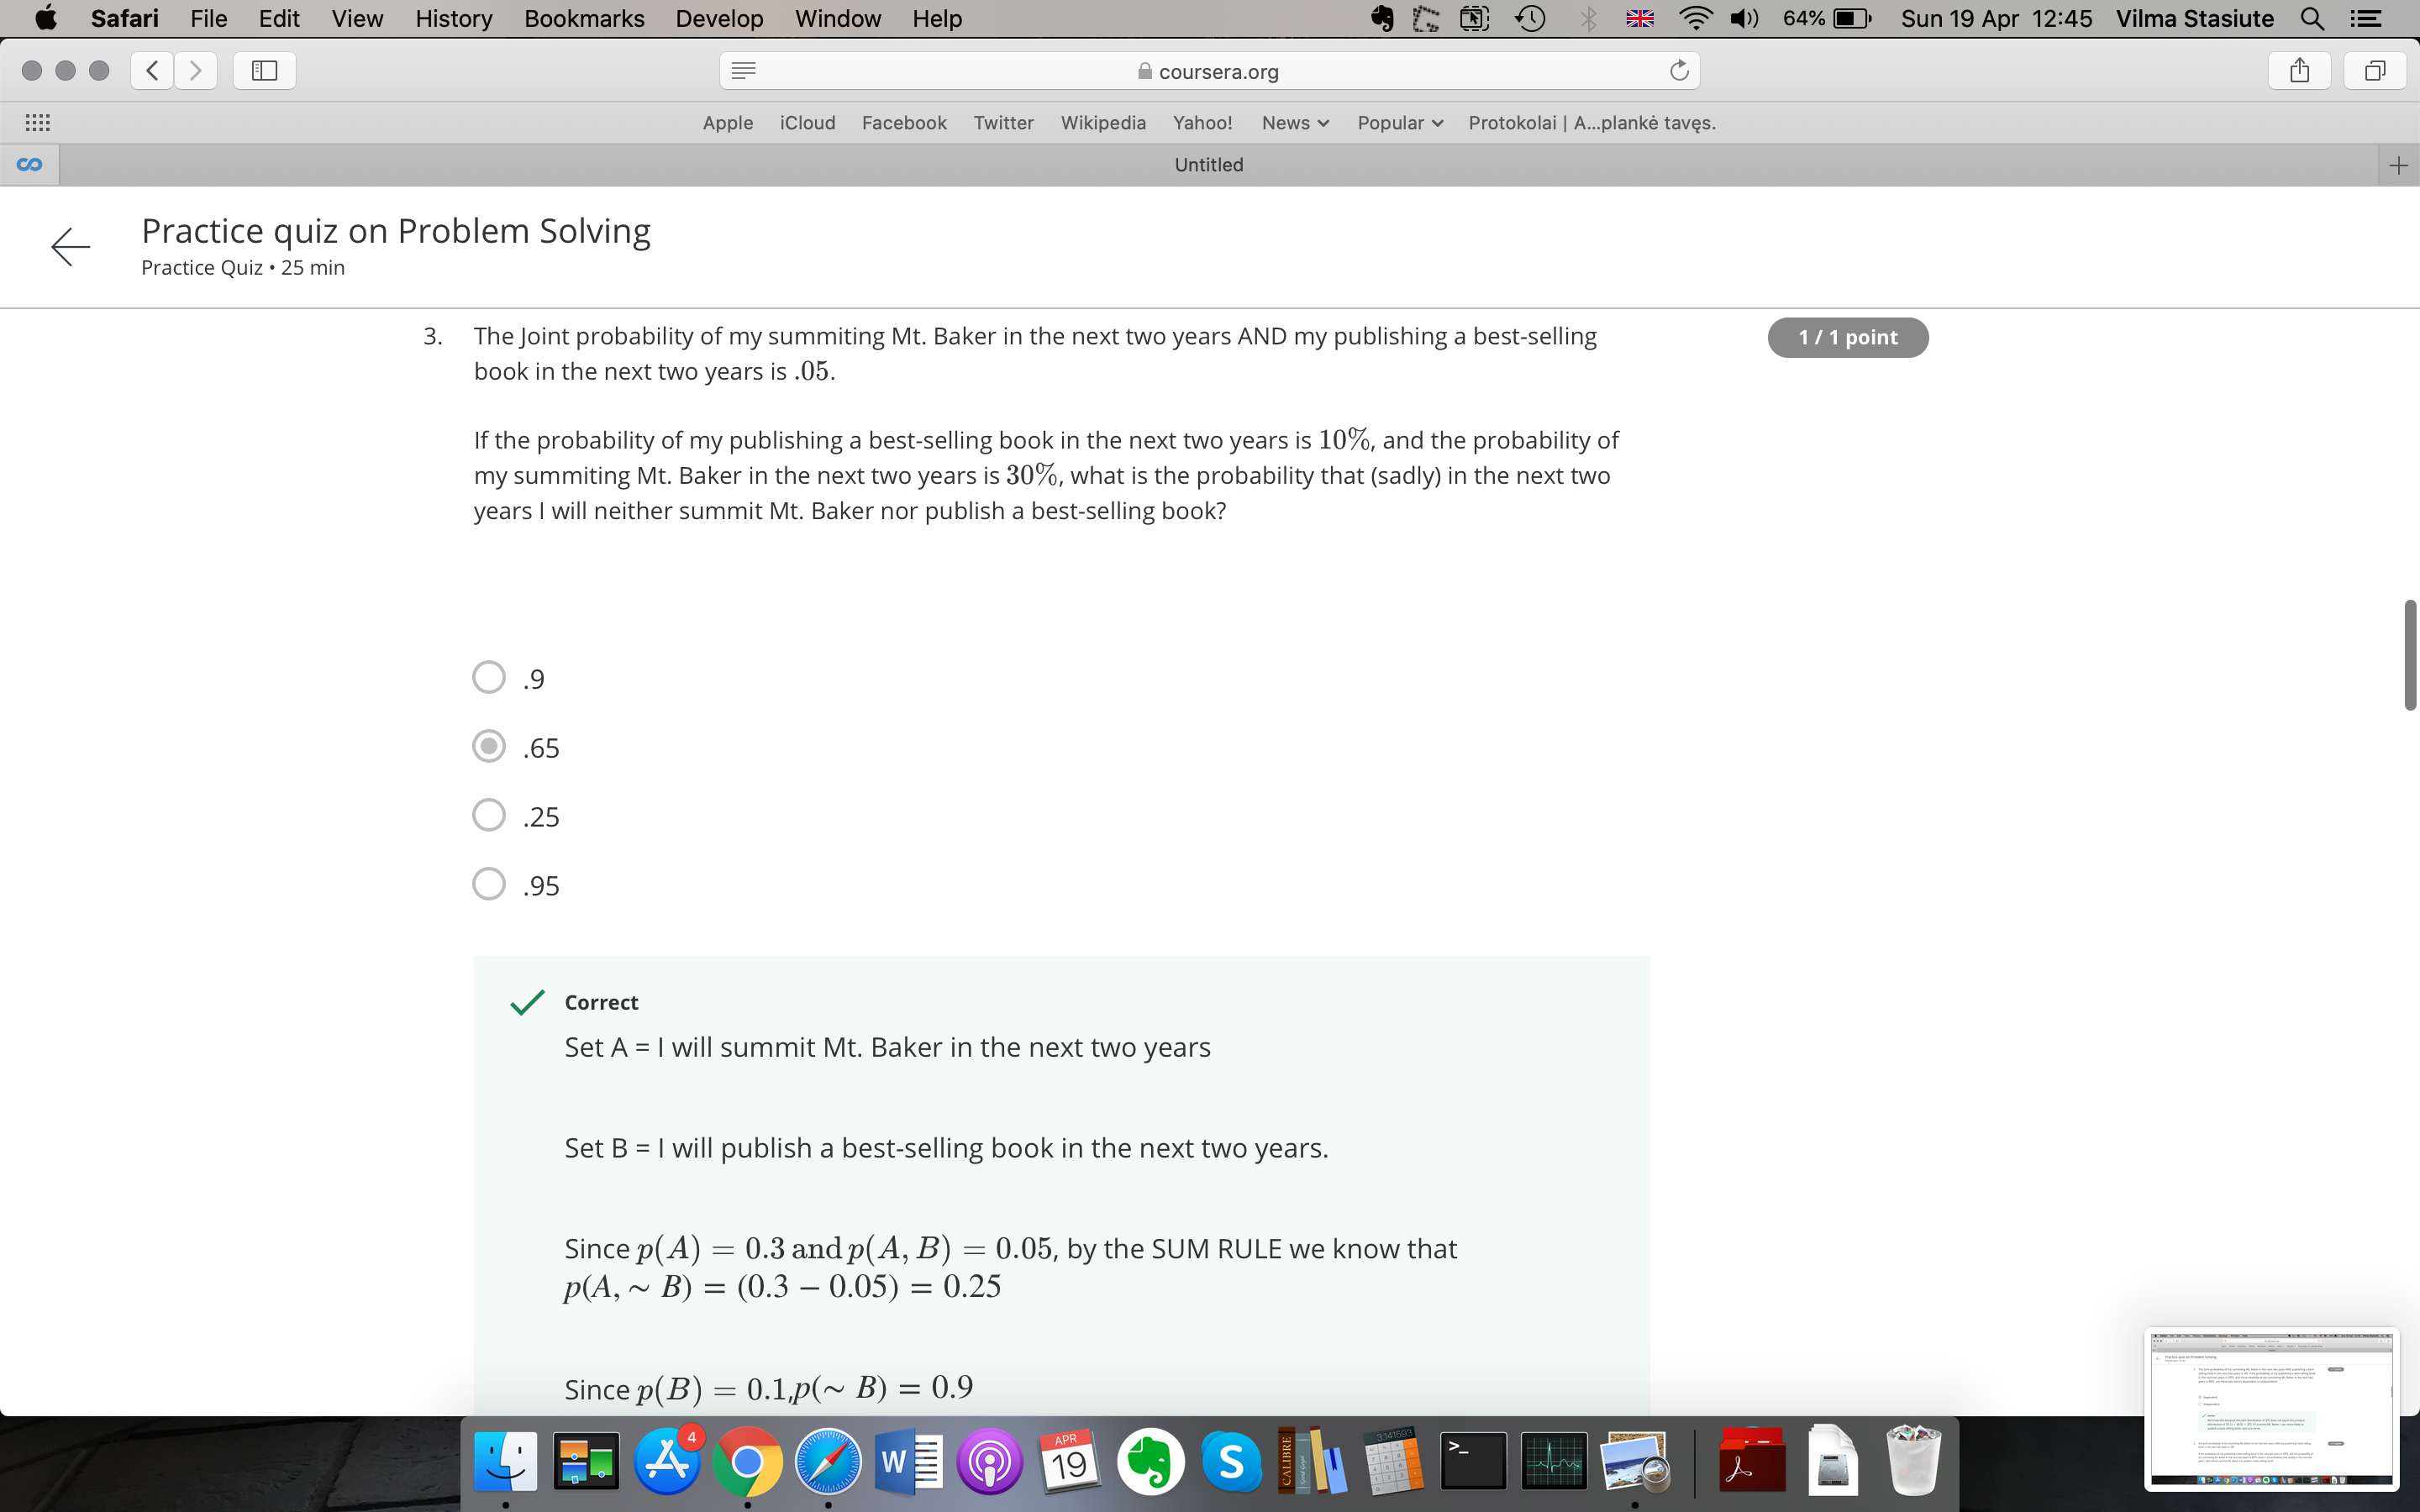 Safari File Edit View History Bookmarks Develop Window Help 64% Sun 19 Apr 12:45 Vilma Stasiute
coursera.org
Apple iCloud Facebook Twitter Wikipedia Yahoo! News Popular Protokolai | A...plankė tavęs.
Untitled
Practice quiz on Problem Solving
Practice Quiz • 25 min
3. The Joint probability of my summiting Mt. Baker in the next two years AND my publishing a best-selling
book in the next two years is .05.
1 / 1 point
If the probability of my publishing a best-selling book in the next two years is 10%, and the probability of
my summiting Mt. Baker in the next two years is 30%, what is the probability that (sadly) in the next two
years I will neither summit Mt. Baker nor publish a best-selling book?
.9
.65
.25
.95
Correct
Set A = I will summit Mt. Baker in the next two years
Set B = I will publish a best-selling book in the next two years.
Since p(A) = 0.3 and p(A, B) = 0.05, by the SUM RULE we know that
p(A, ~ B) = (0.3 – 0.05) = 0.25
Since p(B) = 0.1,p(~ B) = 0.9
4
W
APR
19
S
CALIBRE
3.141593
>_